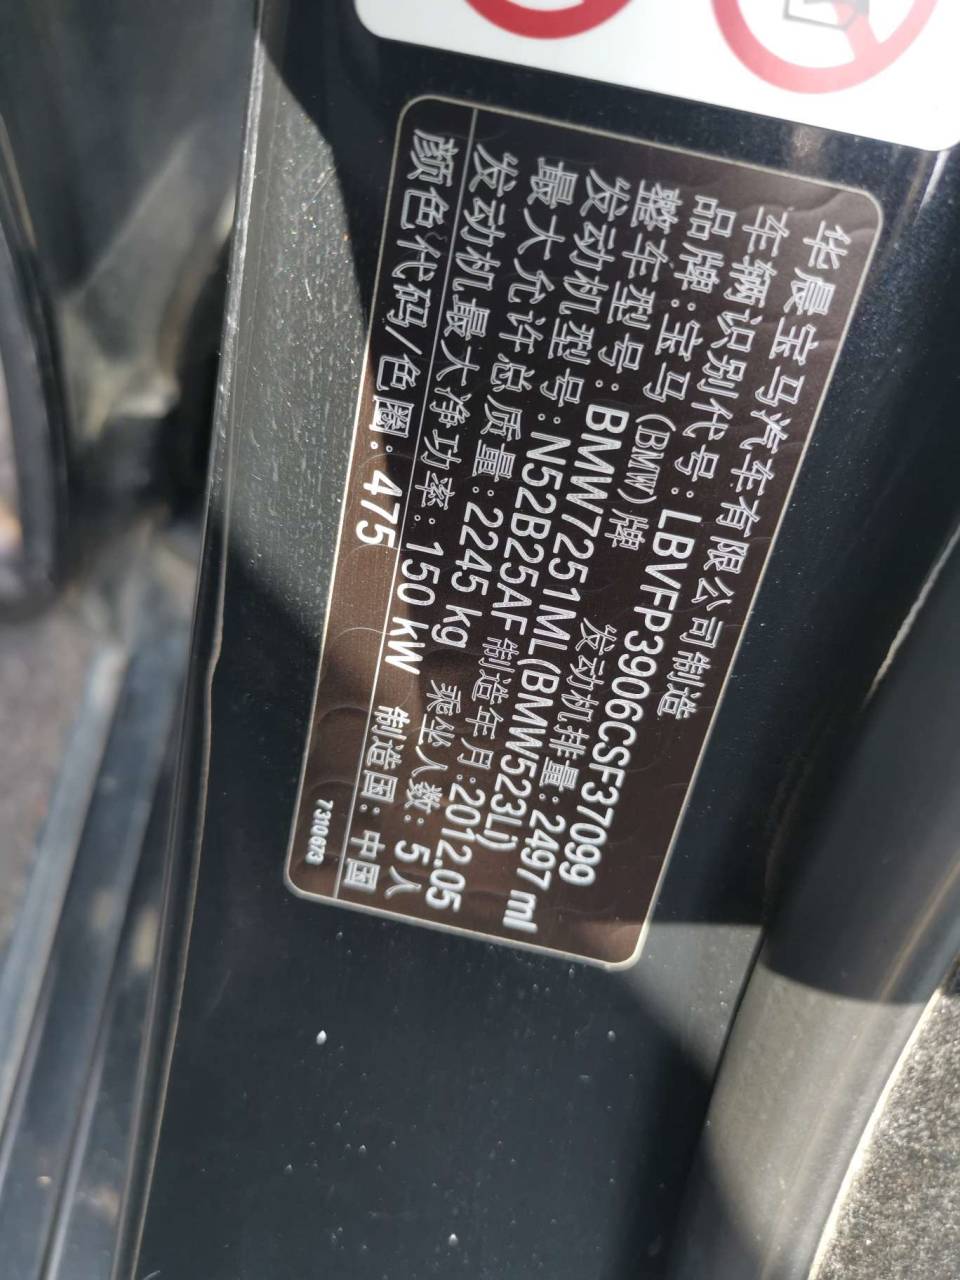 华晨宝马汽车有限公司制造
车辆识别代号：LBVFP3906CSF37099
品牌：宝马（BMW）牌
整车型号：BMW7251ML(BMW523Li)
发动机型号：N52B25AF 发动机排量：2497 ml
最大允许总质量：2245 kg 制造年月：2012.05
发动机最大净功率：150 kW 乘坐人数：5 人
颜色代码/色圈：475 制造国：中国
7310673